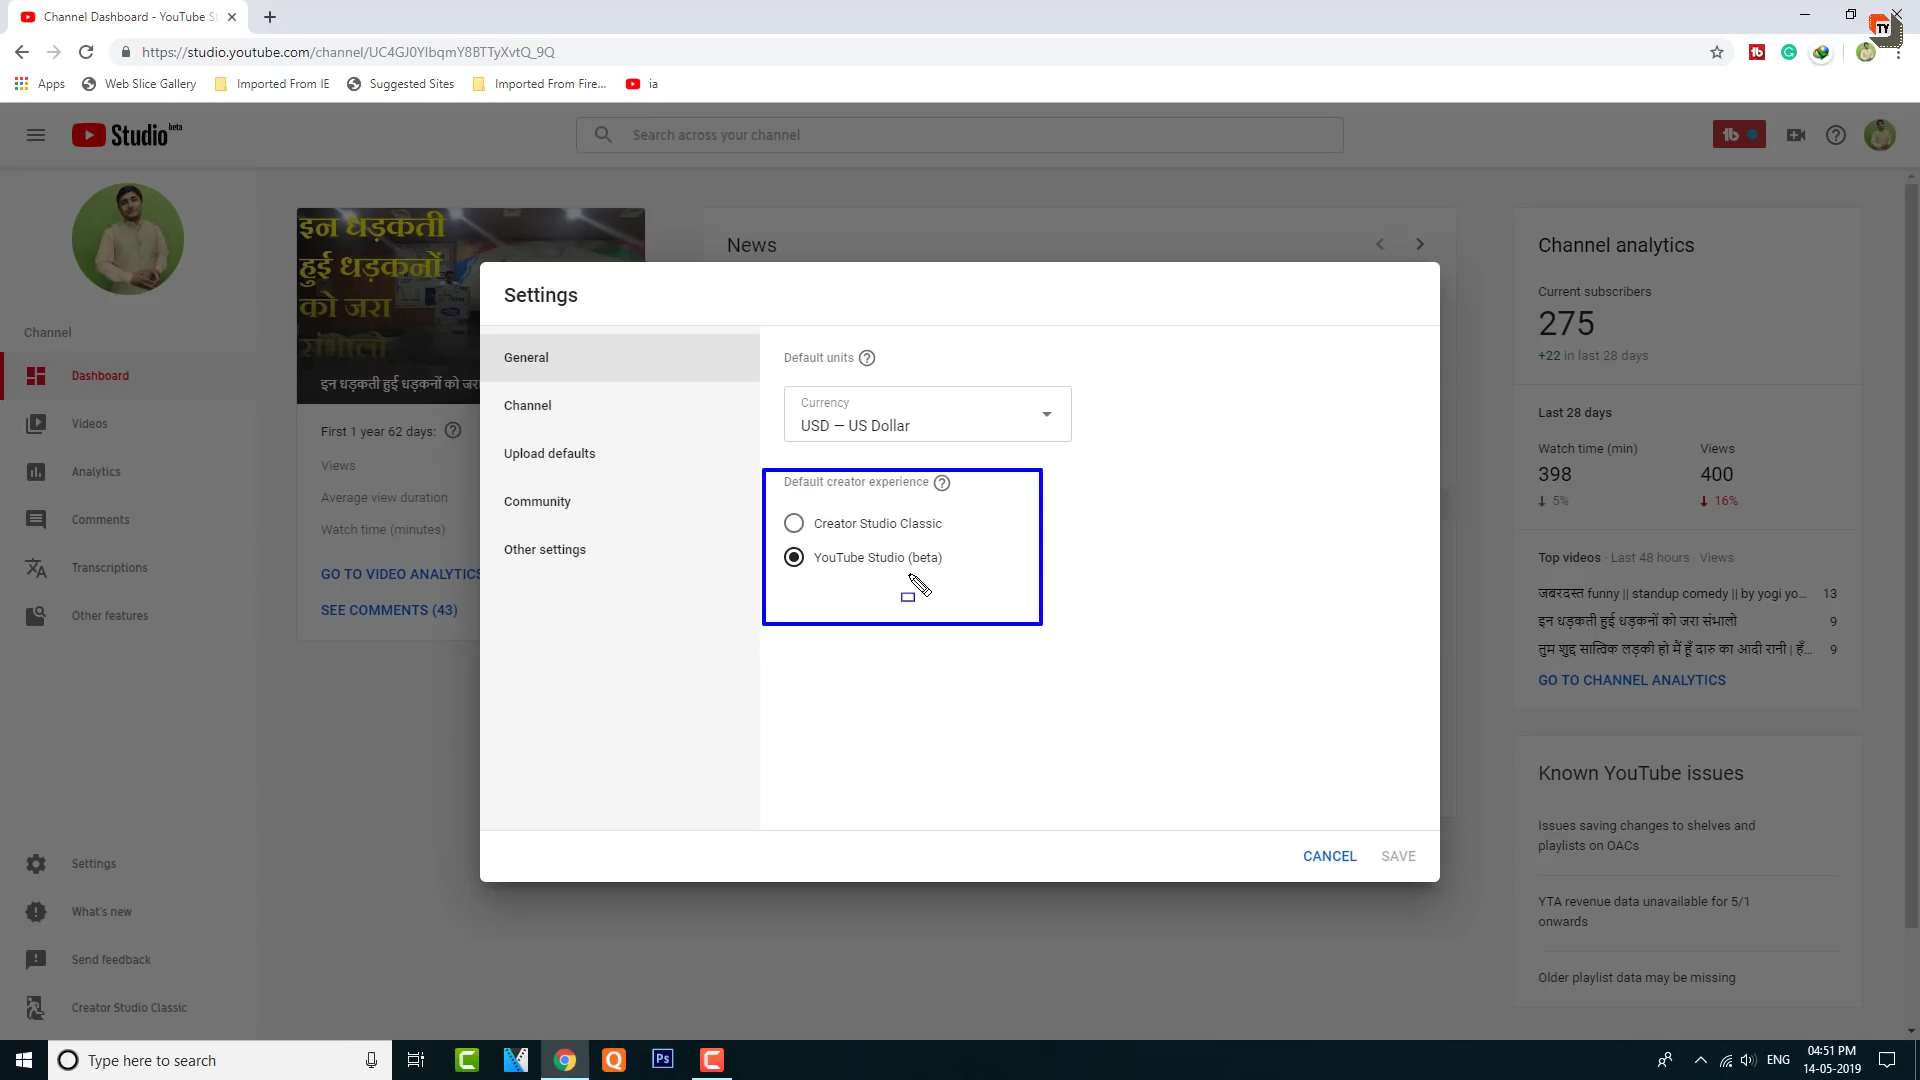 Channel Dashboard - YouTube S
https://studio.youtube.com/channel/UC4GJ0YIbqmY8BTTyXvtQ_9Q
TY
Apps
Web Slice Gallery
Imported From IE
Suggested Sites
Imported From Fire...
ia
Studio beta
Search across your channel
Channel
Dashboard
Videos
Analytics
Comments
Transcriptions
Other features
Settings
What's new
Send feedback
Creator Studio Classic
इन धड़कती
हुई धड़कनों
को जरा
संभालो
इन धड़कती हुई धड़कनों को जरा
First 1 year 62 days:
Views
Average view duration
Watch time (minutes)
GO TO VIDEO ANALYTICS
SEE COMMENTS (43)
News
Settings
General
Channel
Upload defaults
Community
Other settings
Default units
Currency
USD — US Dollar
Default creator experience
Creator Studio Classic
YouTube Studio (beta)
CANCEL
SAVE
Channel analytics
Current subscribers
275
+22 in last 28 days
Last 28 days
Watch time (min) Views
398 400
5% 16%
Top videos · Last 48 hours · Views
जबरदस्त funny || standup comedy || by yogi yo... 13
इन धड़कती हुई धड़कनों को जरा संभालो 9
तुम शुद्ध सात्विक लड़की हो मैं हूँ दारु का आदी रानी | हैं... 9
GO TO CHANNEL ANALYTICS
Known YouTube issues
Issues saving changes to shelves and
playlists on OACs
YTA revenue data unavailable for 5/1
onwards
Older playlist data may be missing
Type here to search
Ps
ENG
04:51 PM
14-05-2019